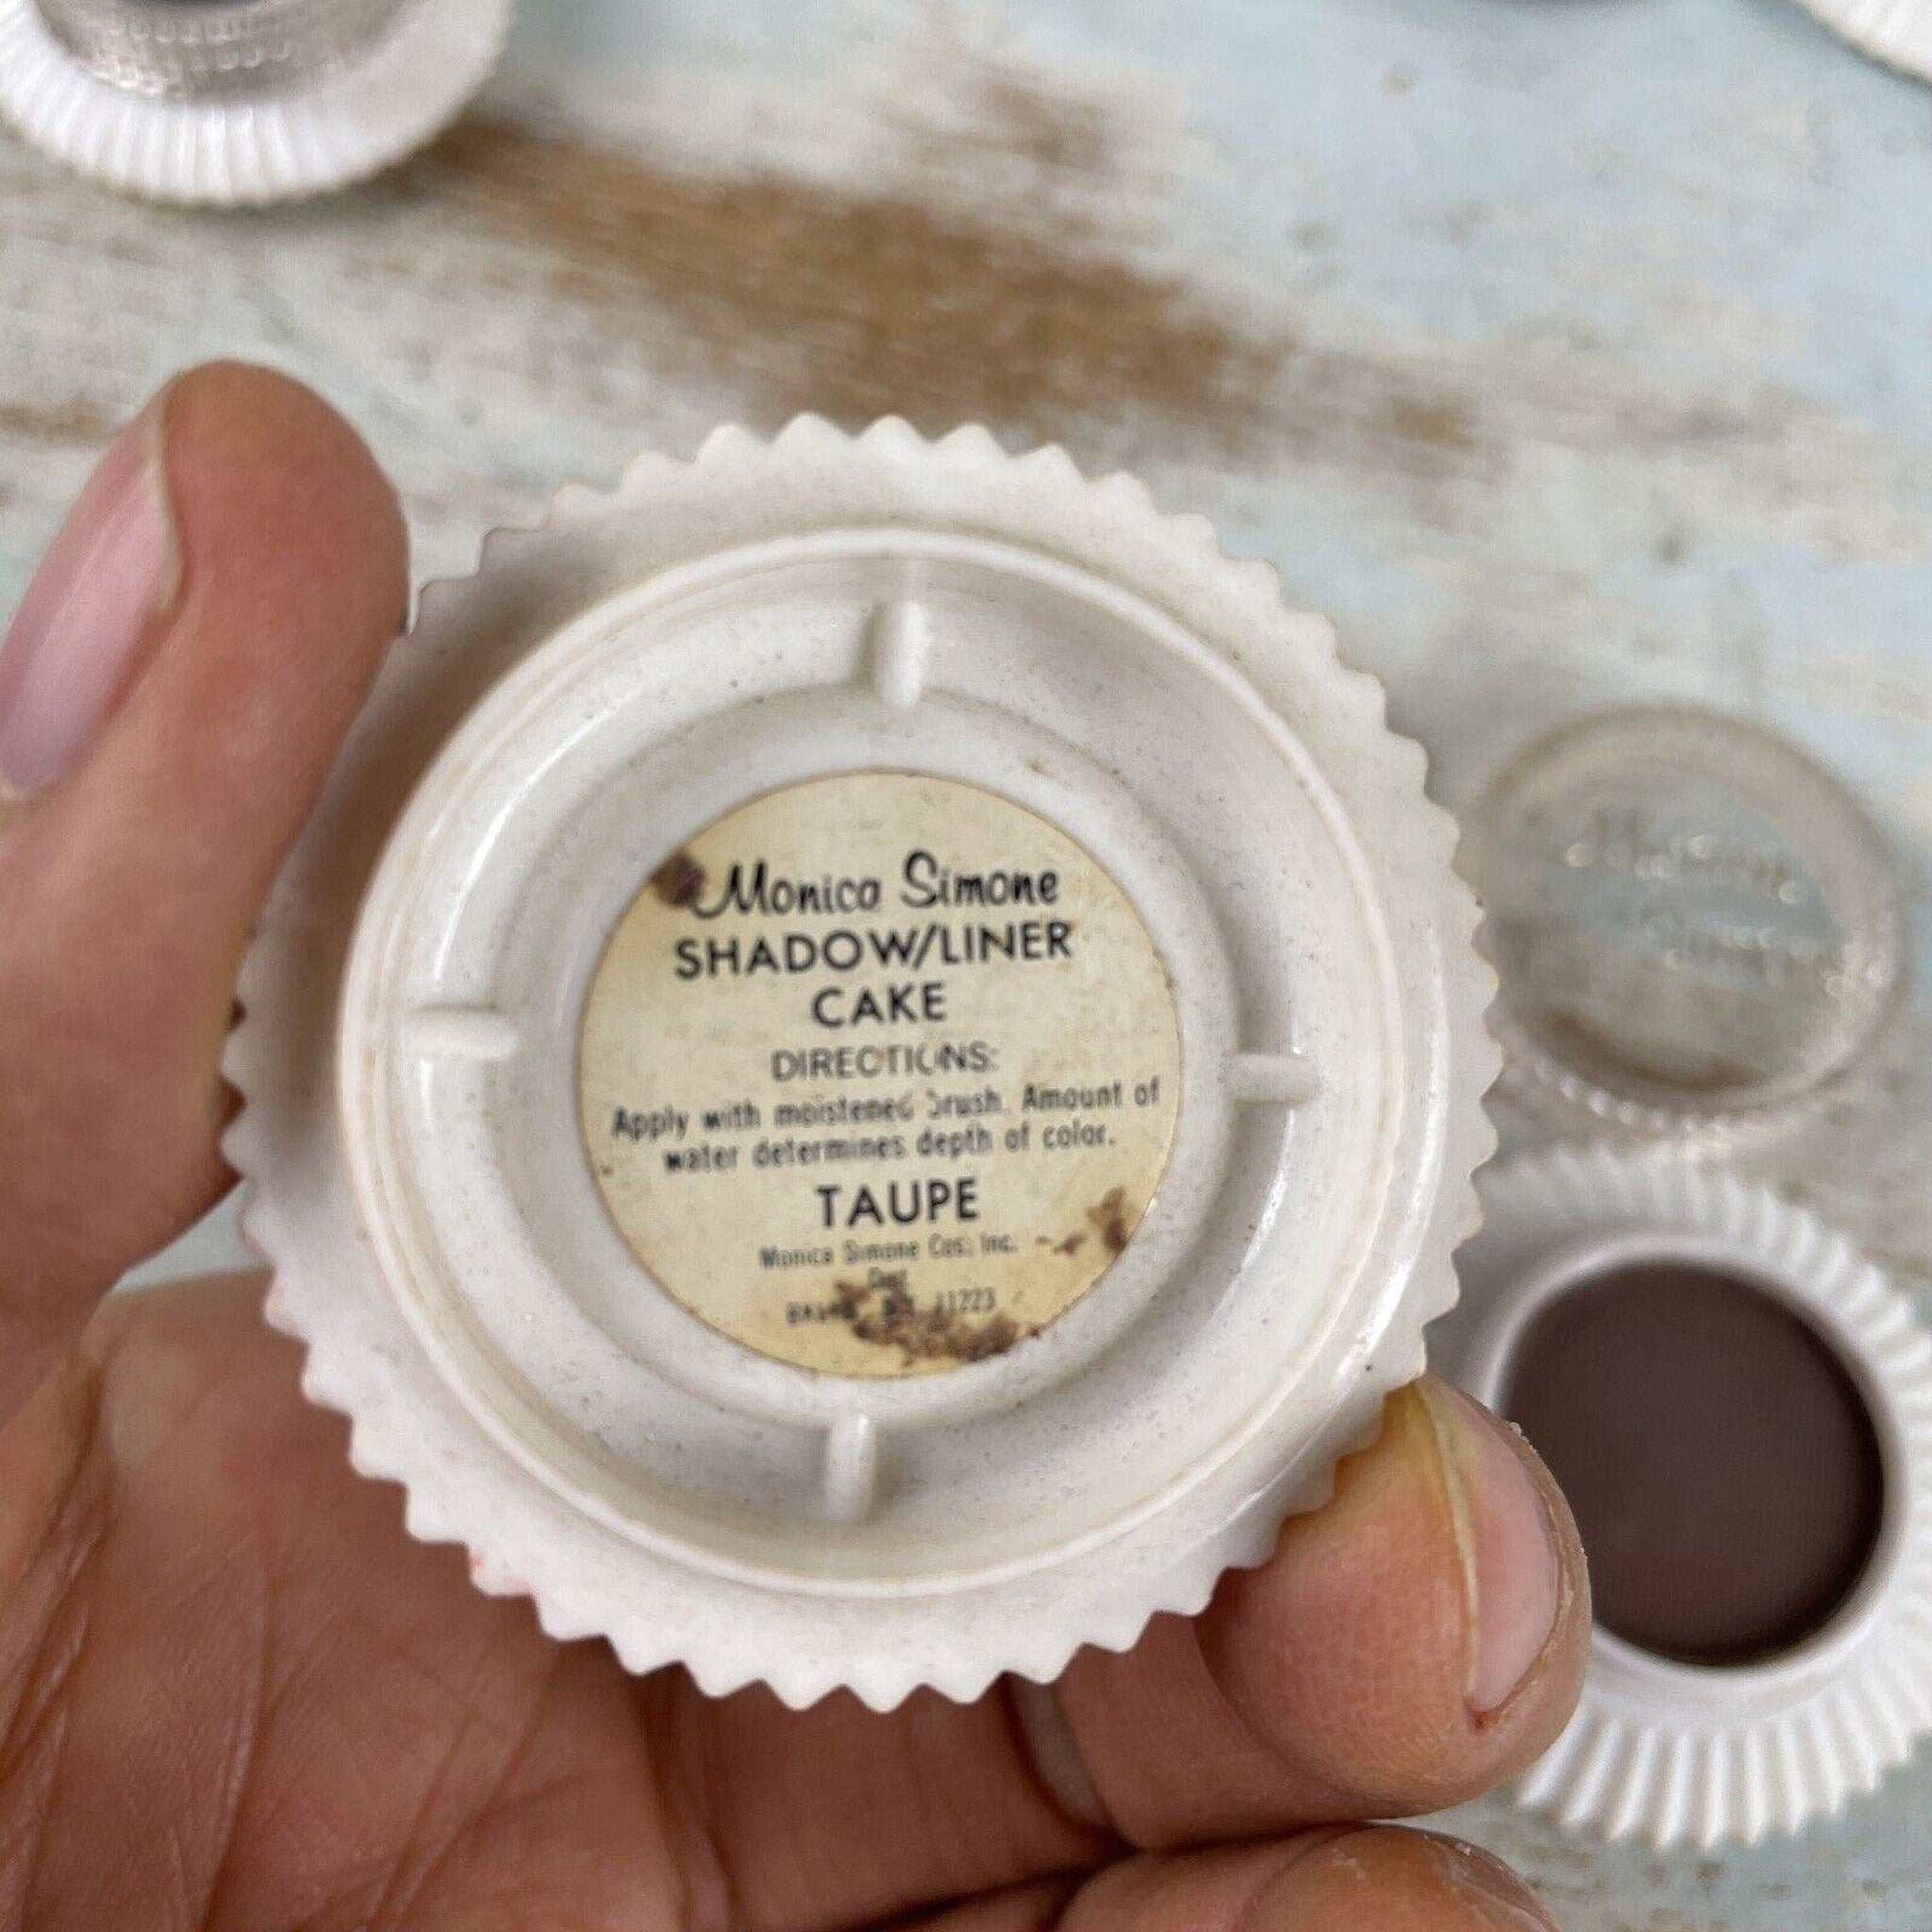 Monica Simone
SHADOW/LINER
CAKE
DIRECTIONS:
Apply with moistened brush. Amount of
water determines depth of color.
TAUPE
Monica Simone Cos., Inc.
Dist.
11223